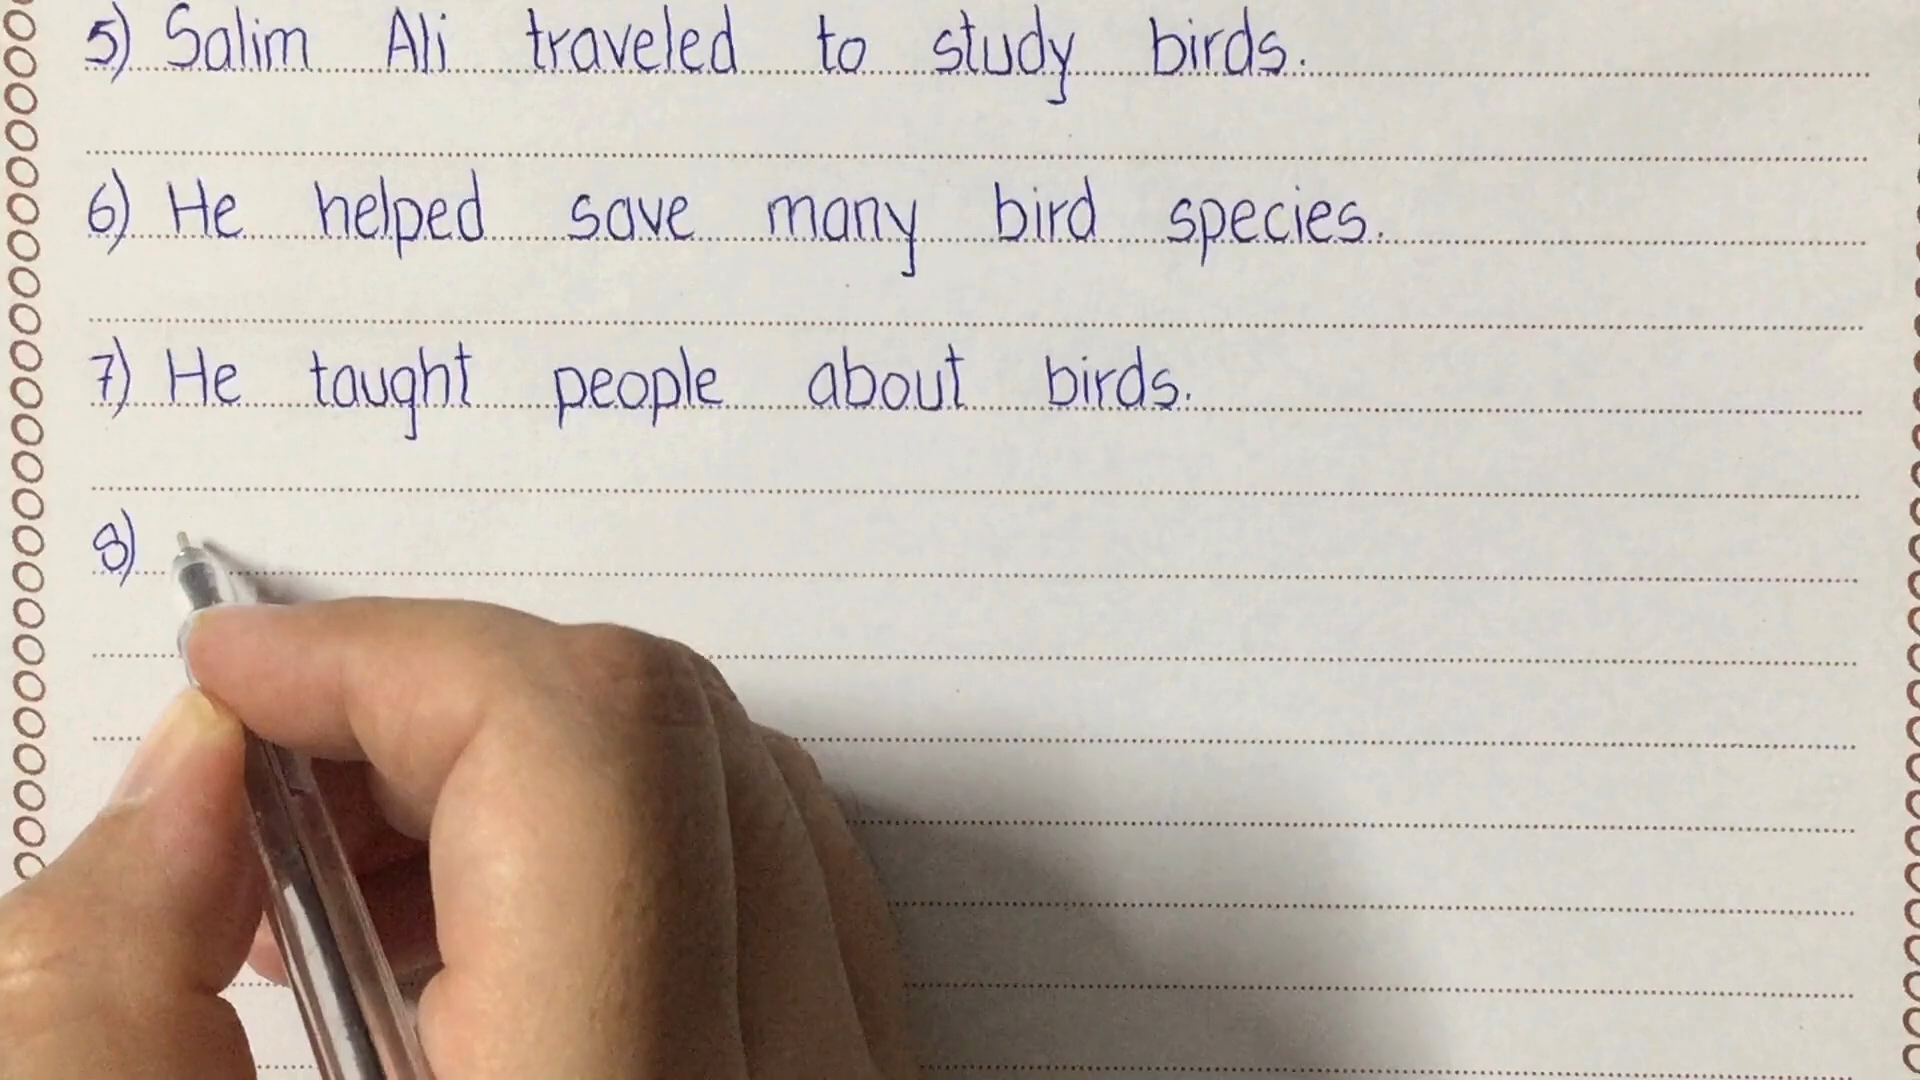 5) Salim Ali traveled to study birds.
6) He helped save many bird species.
7) He taught people about birds.
8)